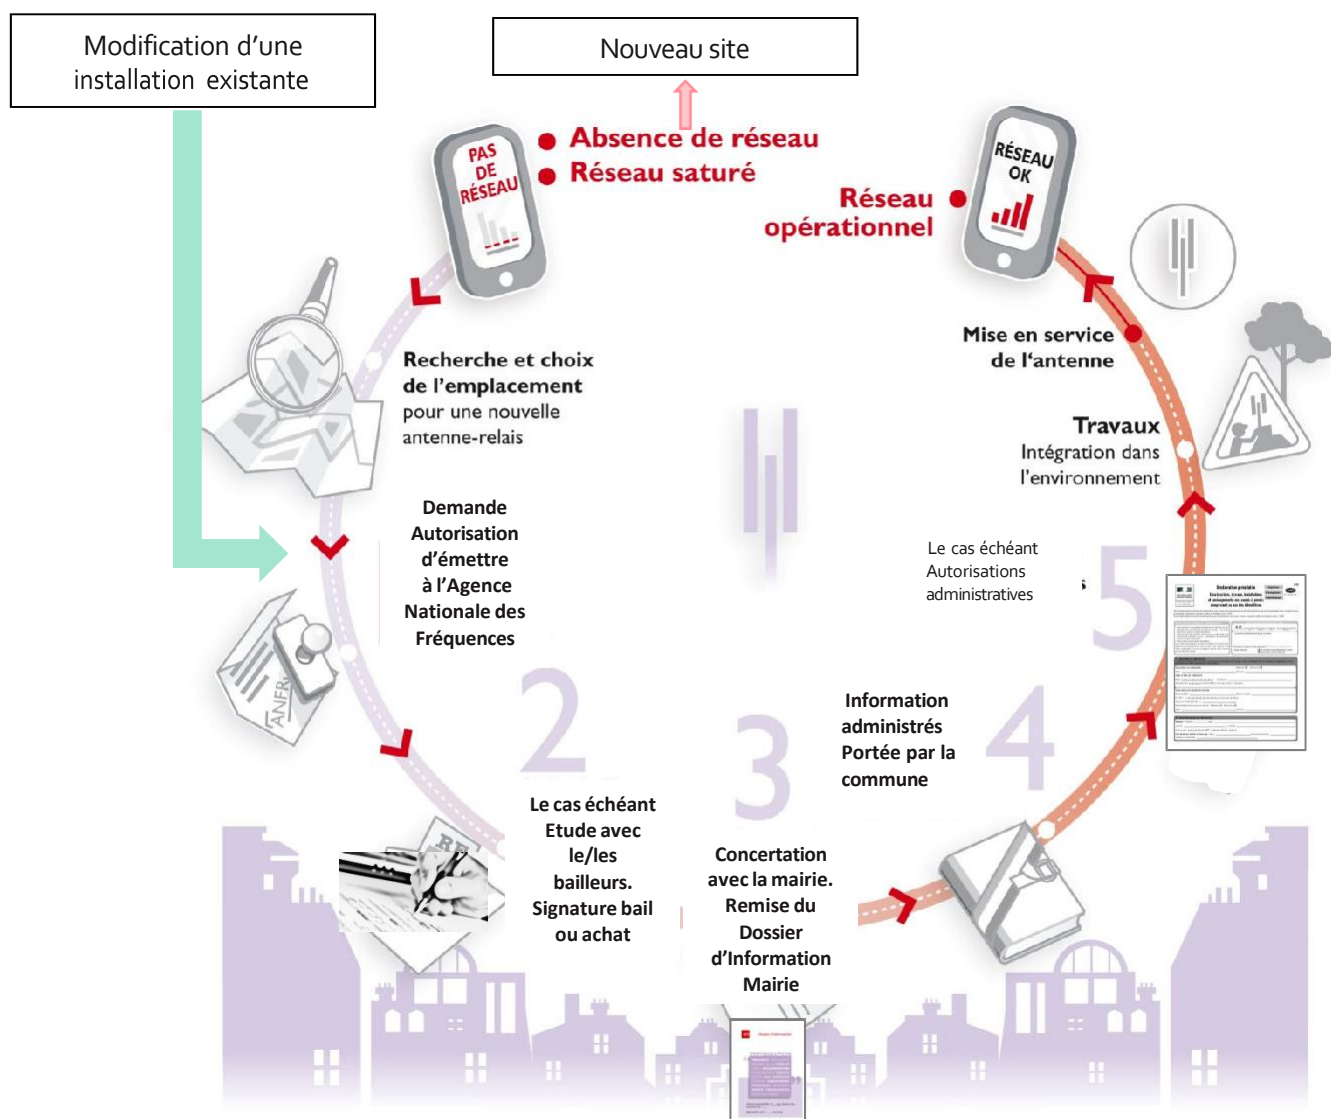 Modification d'une
installation existante
Nouveau site
Absence de réseau
Réseau saturé
PAS
DE
RÉSEAU
RÉSEAU
OK
Réseau
opérationnel
Recherche et choix
de l'emplacement
pour une nouvelle
antenne-relais
Mise en service
de l'antenne
Travaux
Intégration dans
l'environnement
Demande
Autorisation
d'émettre
à l'Agence
Nationale des
Fréquences
ANFR
Le cas échéant
Autorisations
administratives
5
Déclaration préalable
2
3
4
Information
administrés
Portée par la
commune
Le cas échéant
Etude avec
le/les
bailleurs.
Signature bail
ou achat
Concertation
avec la mairie.
Remise du
Dossier
d'Information
Mairie